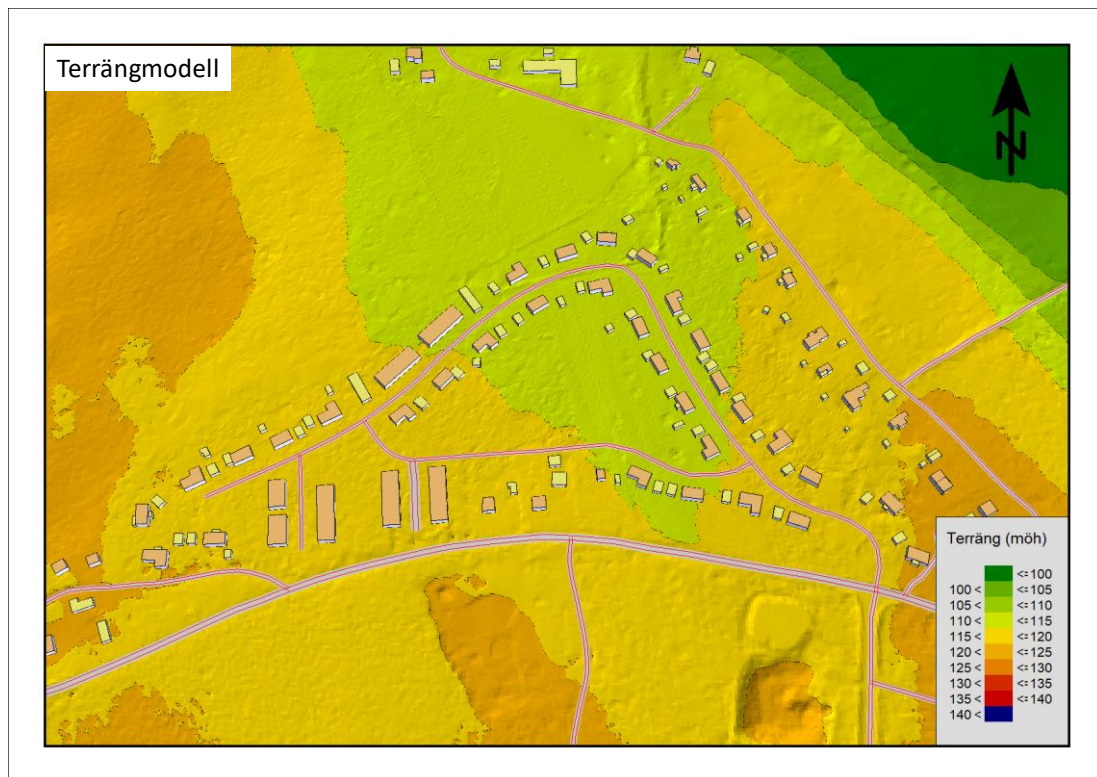 Terrängmodell
N
Terräng (möh)
<= 100
100 < <= 105
105 < <= 110
110 < <= 115
115 < <= 120
120 < <= 125
125 < <= 130
130 < <= 135
135 < <= 140
140 <